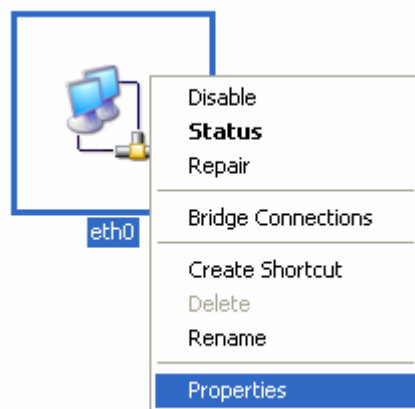 Disable
Status
Repair
Bridge Connections
eth0
Create Shortcut
Delete
Rename
Properties